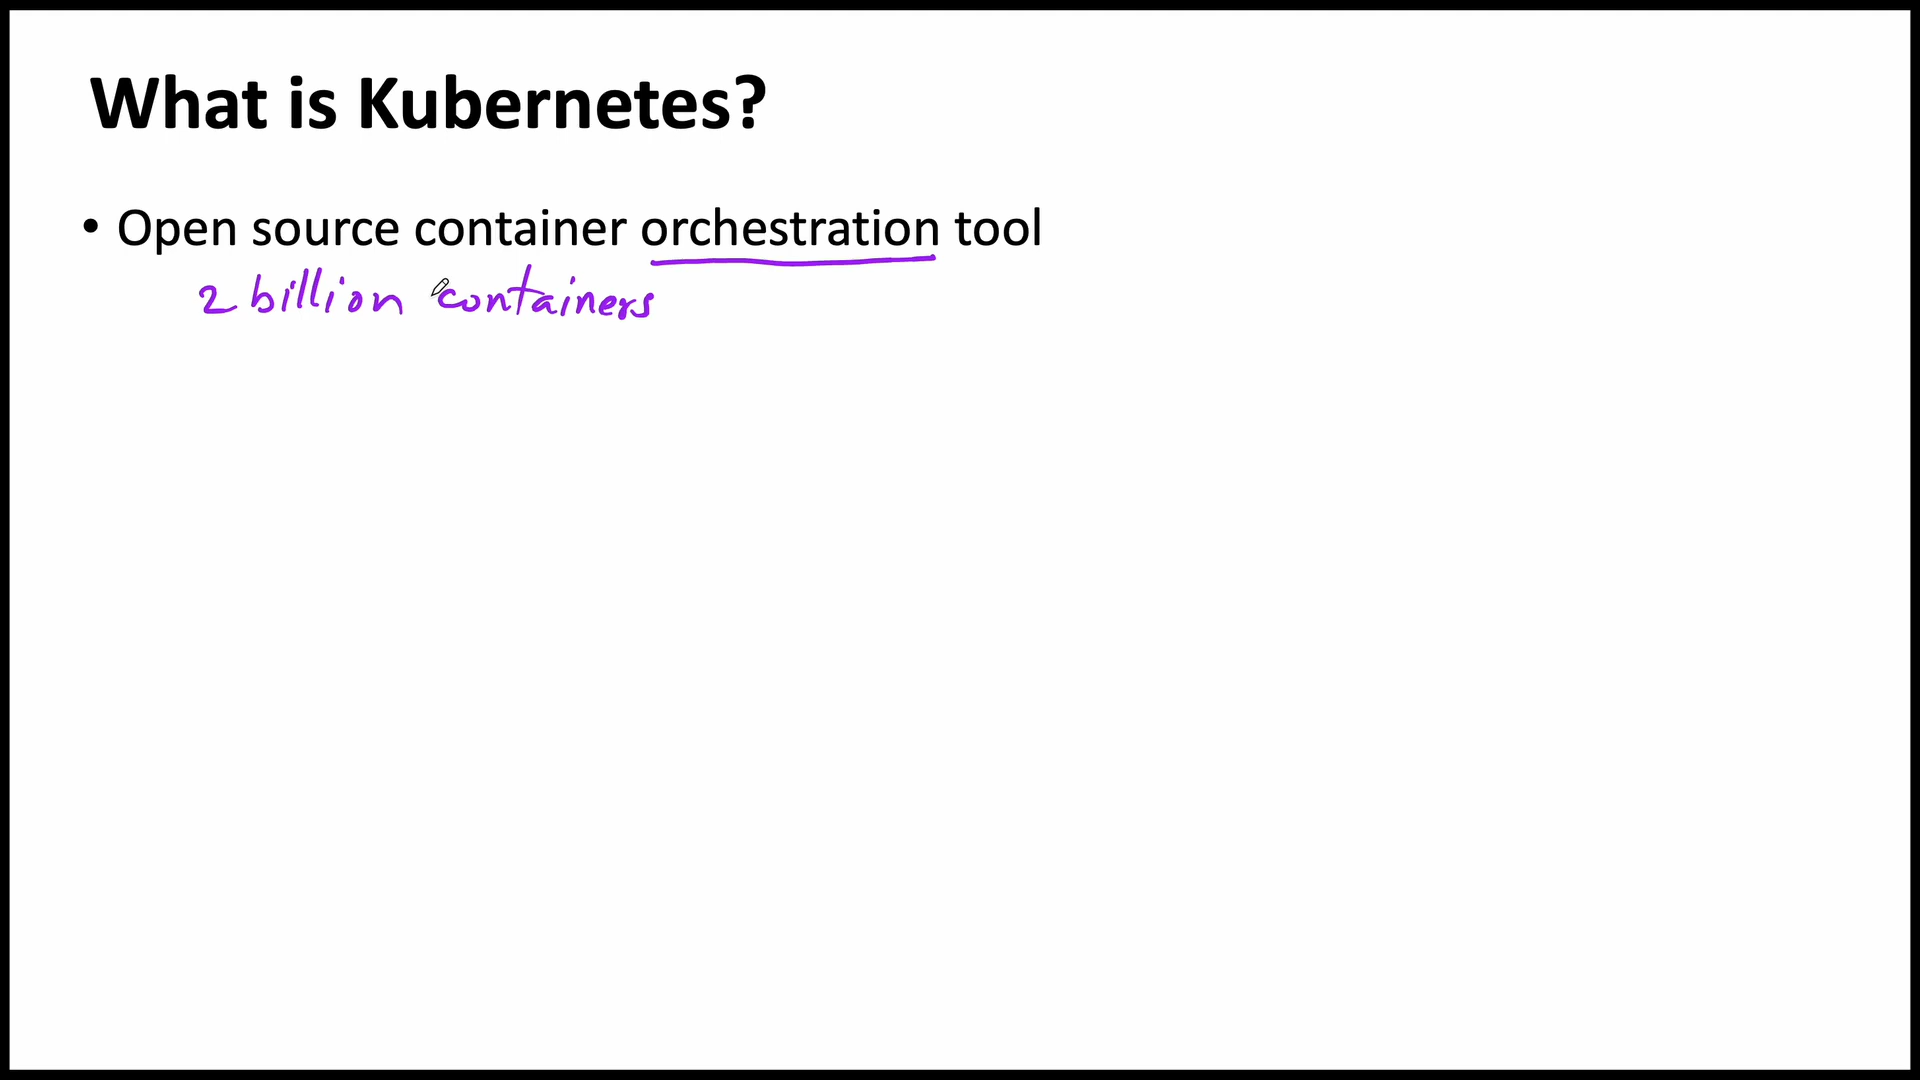 What is Kubernetes?
• Open source container orchestration tool
2 billion containers